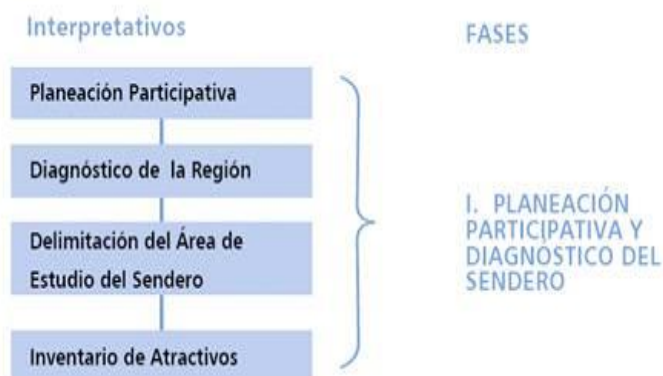 Interpretativos
FASES
Planeación Participativa
Diagnóstico de la Región
Delimitación del Área de
Estudio del Sendero
Inventario de Atractivos
I. PLANEACIÓN
PARTICIPATIVA Y
DIAGNÓSTICO DEL
SENDERO